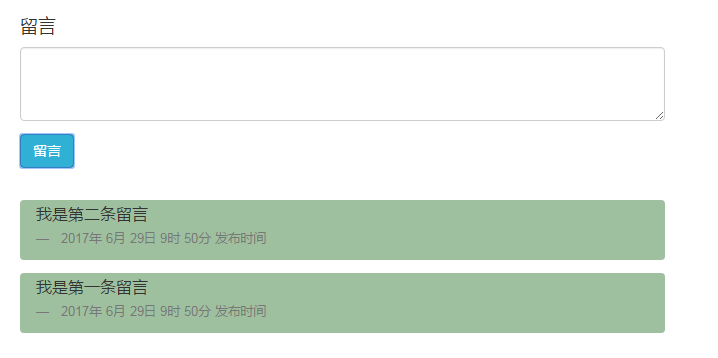 留言
留言
我是第二条留言
— 2017年 6月 29日 9时 50分 发布时间
我是第一条留言
— 2017年 6月 29日 9时 50分 发布时间